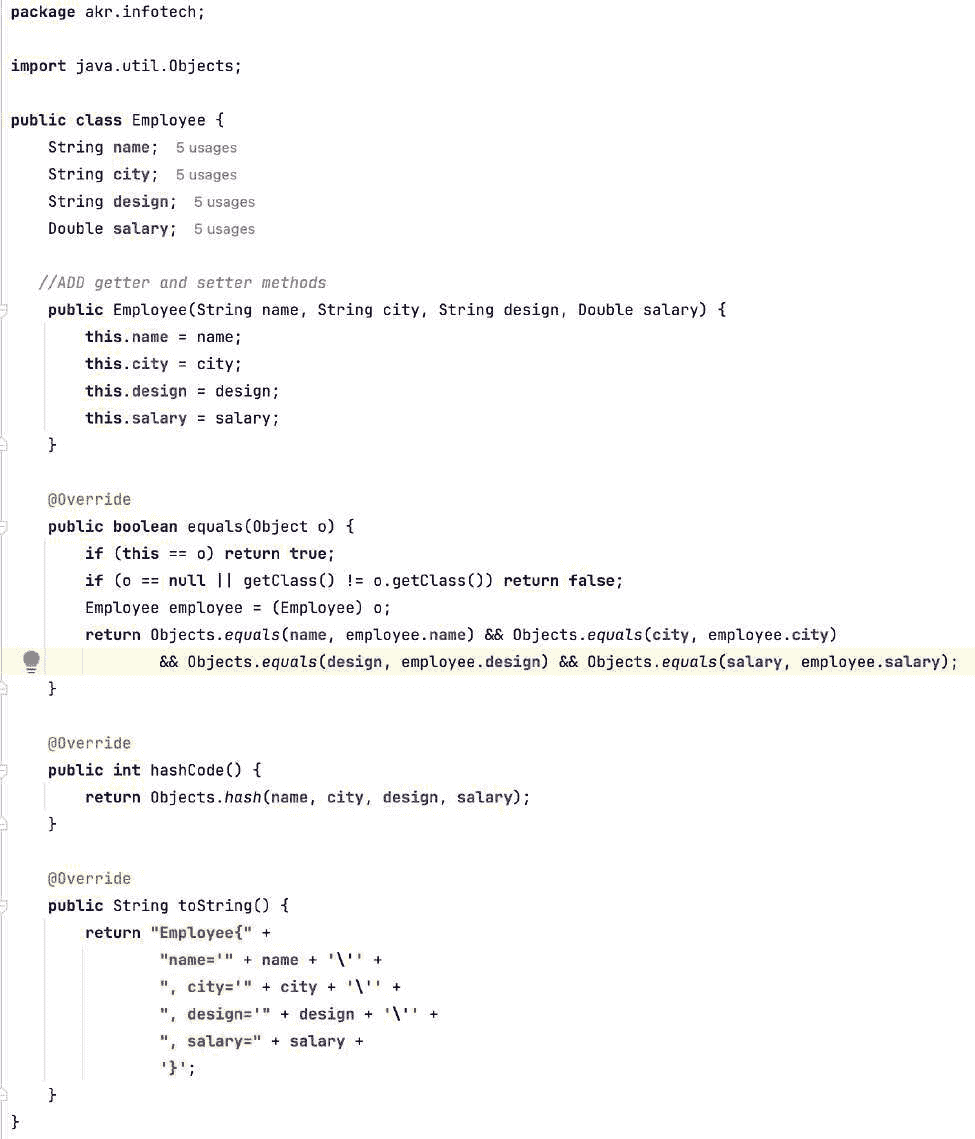 package akr.infotech;
import java.util.Objects;
public class Employee {
String name; 5 usages
String city; 5 usages
String design; 5 usages
Double salary; 5 usages
//ADD getter and setter methods
public Employee(String name, String city, String design, Double salary) {
this.name = name;
this.city = city;
this.design = design;
this.salary = salary;
}
@Override
public boolean equals(Object o) {
if (this == o) return true;
if (o == null || getClass() != o.getClass()) return false;
Employee employee = (Employee) o;
return Objects.equals(name, employee.name) && Objects.equals(city, employee.city)
&& Objects.equals(design, employee.design) && Objects.equals(salary, employee.salary);
}
@Override
public int hashCode() {
return Objects.hash(name, city, design, salary);
}
@Override
public String toString() {
return "Employee{" +
"name='" + name + '\'' +
", city='" + city + '\'' +
", design='" + design + '\'' +
", salary=" + salary +
'}';
}
}